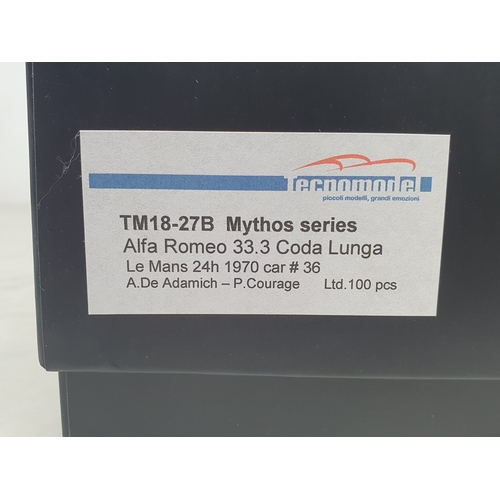 Tecnomodel
piccoli modelli, grandi emozioni
TM18-27B Mythos series
Alfa Romeo 33.3 Coda Lunga
Le Mans 24h 1970 car # 36
A.De Adamich – P.Courage Ltd.100 pcs